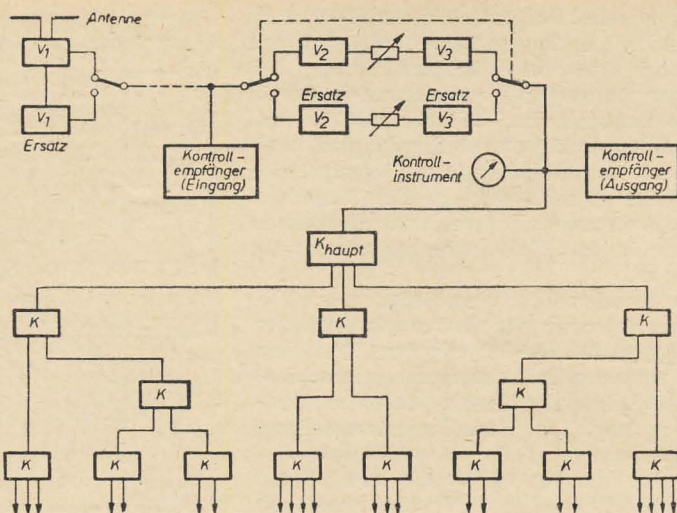 Antenne
V1
V1
Ersatz
V2
V3
Ersatz
Ersatz
V2
V3
Kontroll-
empfänger
(Eingang)
Kontroll-
instrument
Kontroll-
empfänger
(Ausgang)
Khaupt
K
K
K
K
K
K
K
K
K
K
K
K
K